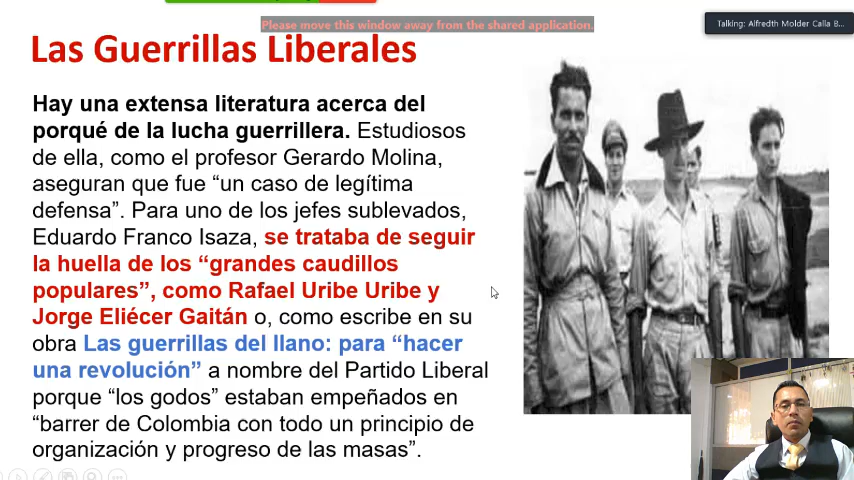 Please move this window away from the shared application.
Talking: Alfredth Molder Calla B...
Las Guerrillas Liberales
Hay una extensa literatura acerca del
porqué de la lucha guerrillera. Estudiosos
de ella, como el profesor Gerardo Molina,
aseguran que fue “un caso de legítima
defensa”. Para uno de los jefes sublevados,
Eduardo Franco Isaza, se trataba de seguir
la huella de los “grandes caudillos
populares”, como Rafael Uribe Uribe y
Jorge Eliécer Gaitán o, como escribe en su
obra Las guerrillas del llano: para “hacer
una revolución” a nombre del Partido Liberal
porque “los godos” estaban empeñados en
“barrer de Colombia con todo un principio de
organización y progreso de las masas”.